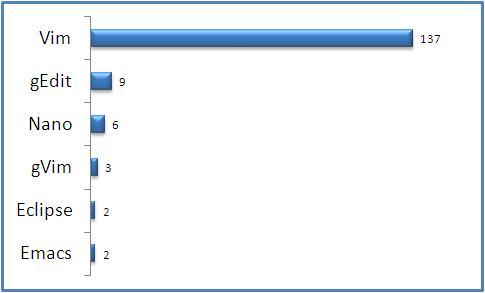 Vim 137
gEdit 9
Nano 6
gVim 3
Eclipse 2
Emacs 2